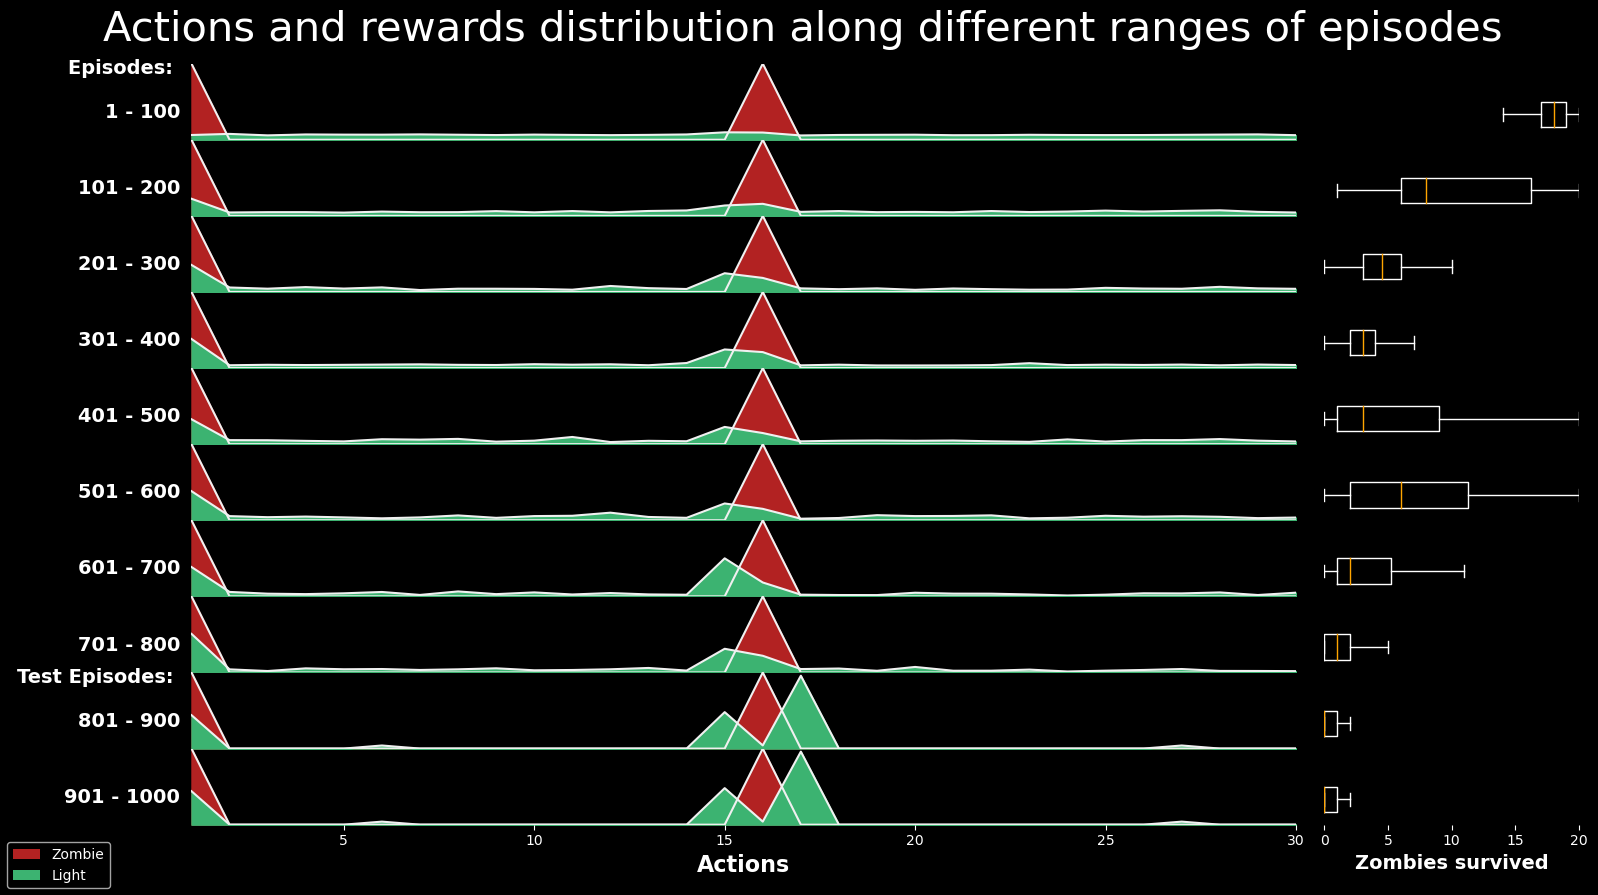 Actions and rewards distribution along different ranges of episodes
Episodes:
1 - 100
101 - 200
201 - 300
301 - 400
401 - 500
501 - 600
601 - 700
701 - 800
Test Episodes:
801 - 900
901 - 1000
5 10 15 20 25 30
Actions
0 5 10 15 20
Zombies survived
Zombie
Light